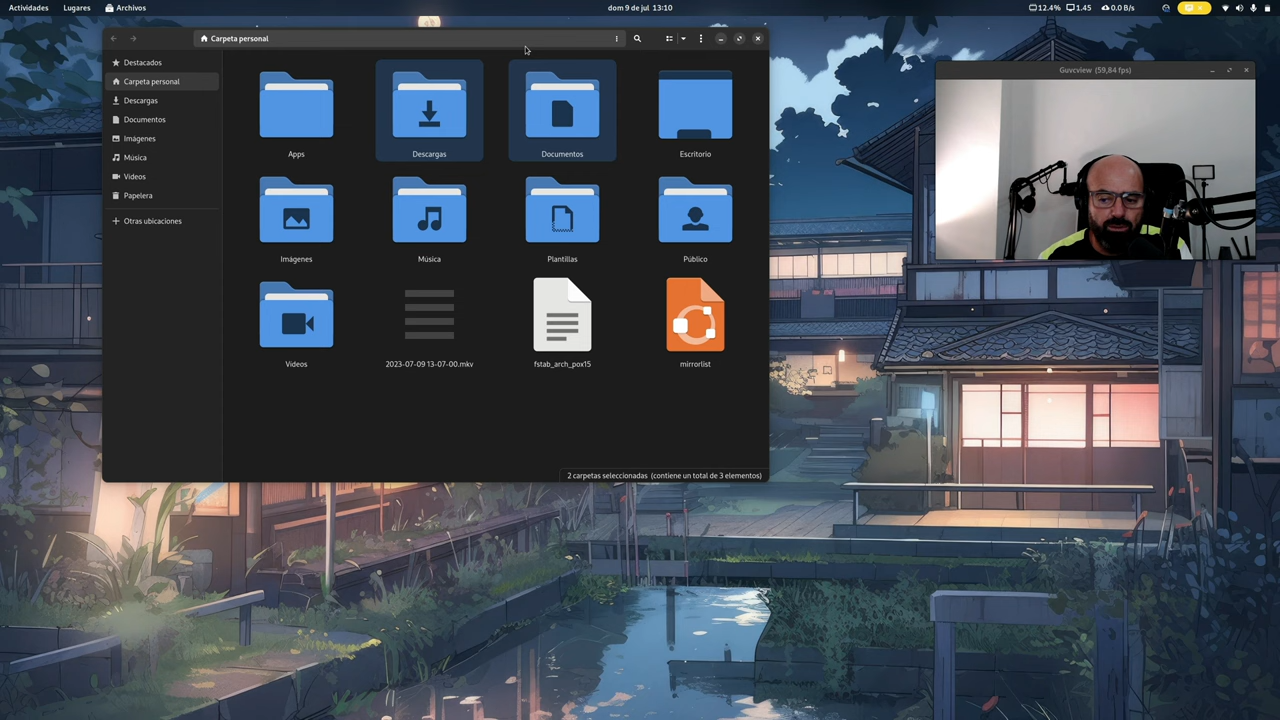 Actividades Lugares Archivos dom 9 de jul 13:10 12.4% 1.45 0.0 B/s
Carpeta personal
Guvcview (59,84 fps)
Destacados
Carpeta personal
Descargas
Documentos
Imágenes
Música
Vídeos
Papelera
Otras ubicaciones
Apps Descargas Documentos Escritorio
Imágenes Música Plantillas Público
Vídeos 2023-07-09 13-07-00.mkv fstab_arch_pox15 mirrorlist
2 carpetas seleccionadas (contiene un total de 3 elementos)